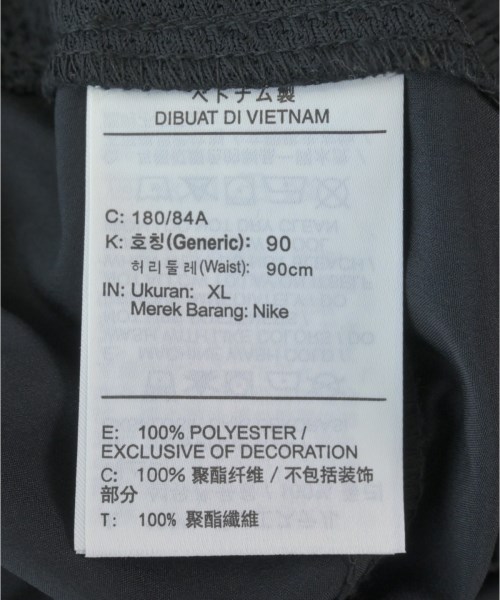 ベトナム製
DIBUAT DI VIETNAM
C: 180/84A
K: 호칭(Generic): 90
허리둘레(Waist): 90cm
IN: Ukuran: XL
Merek Barang: Nike
E: 100% POLYESTER /
EXCLUSIVE OF DECORATION
C: 100% 聚酯纤维 / 不包括装饰
部分
T: 100% 聚酯纖維